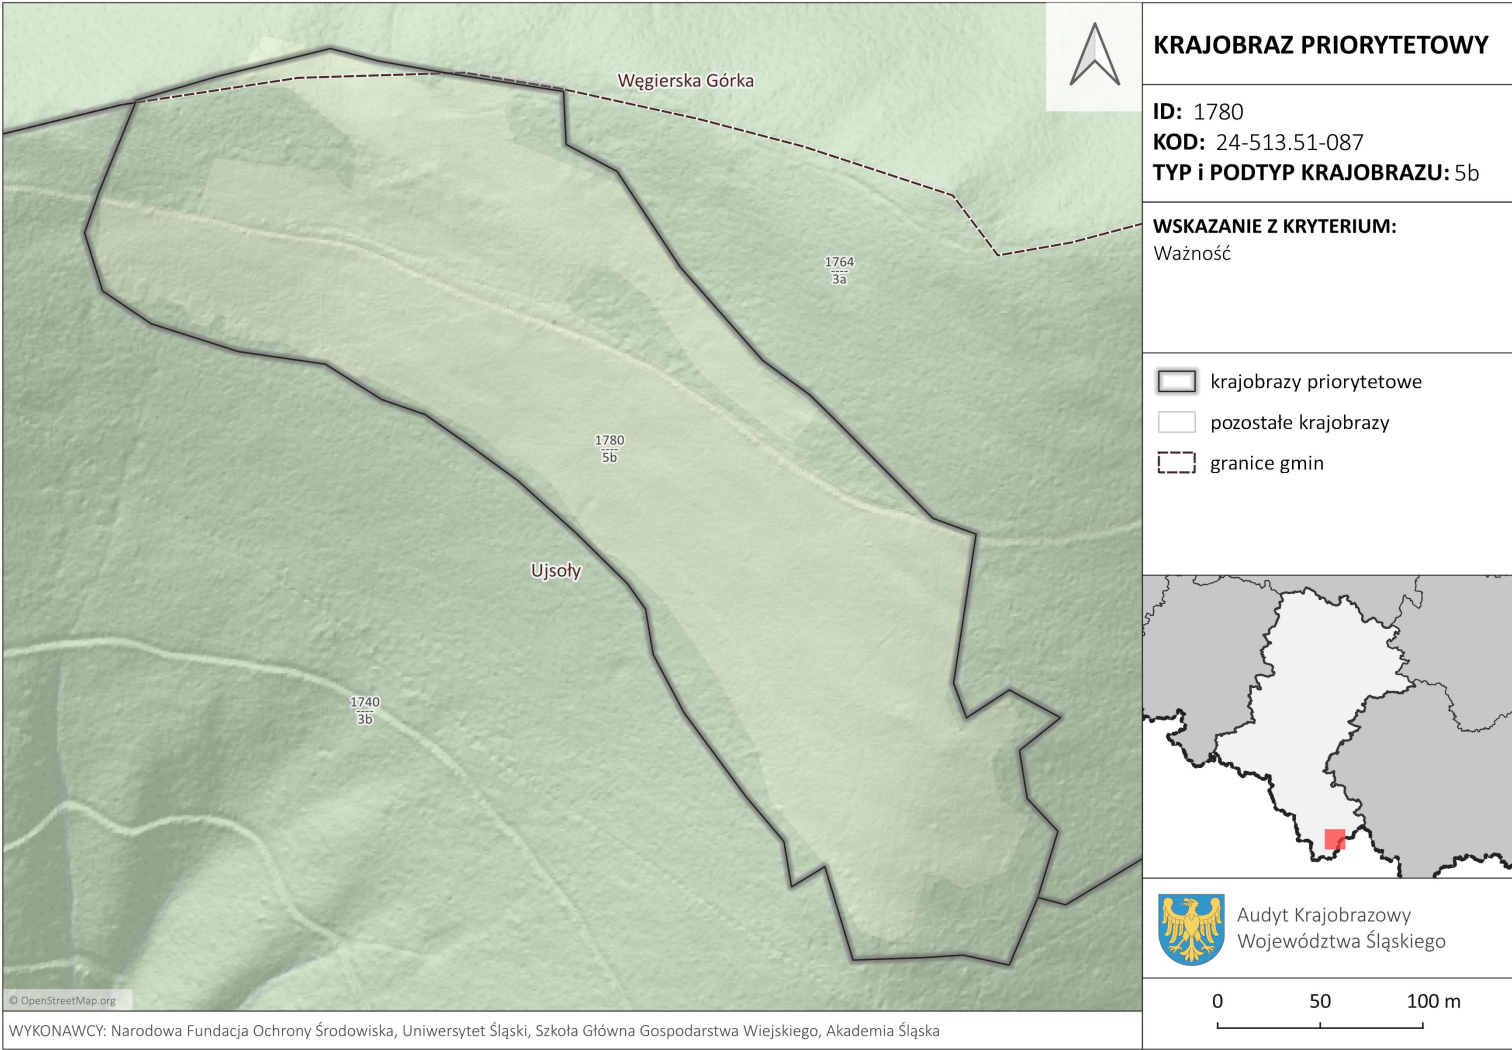 KRAJOBRAZ PRIORYTETOWY
ID: 1780
KOD: 24-513.51-087
TYP i PODTYP KRAJOBRAZU: 5b
WSKAZANIE Z KRYTERIUM:
Ważność
krajobrazy priorytetowe
pozostałe krajobrazy
granice gmin
Węgierska Górka
1764
3a
1780
5b
Ujsoły
1740
3b
Audyt Krajobrazowy
Województwa Śląskiego
0 50 100 m
© OpenStreetMap.org
WYKONAWCY: Narodowa Fundacja Ochrony Środowiska, Uniwersytet Śląski, Szkoła Główna Gospodarstwa Wiejskiego, Akademia Śląska